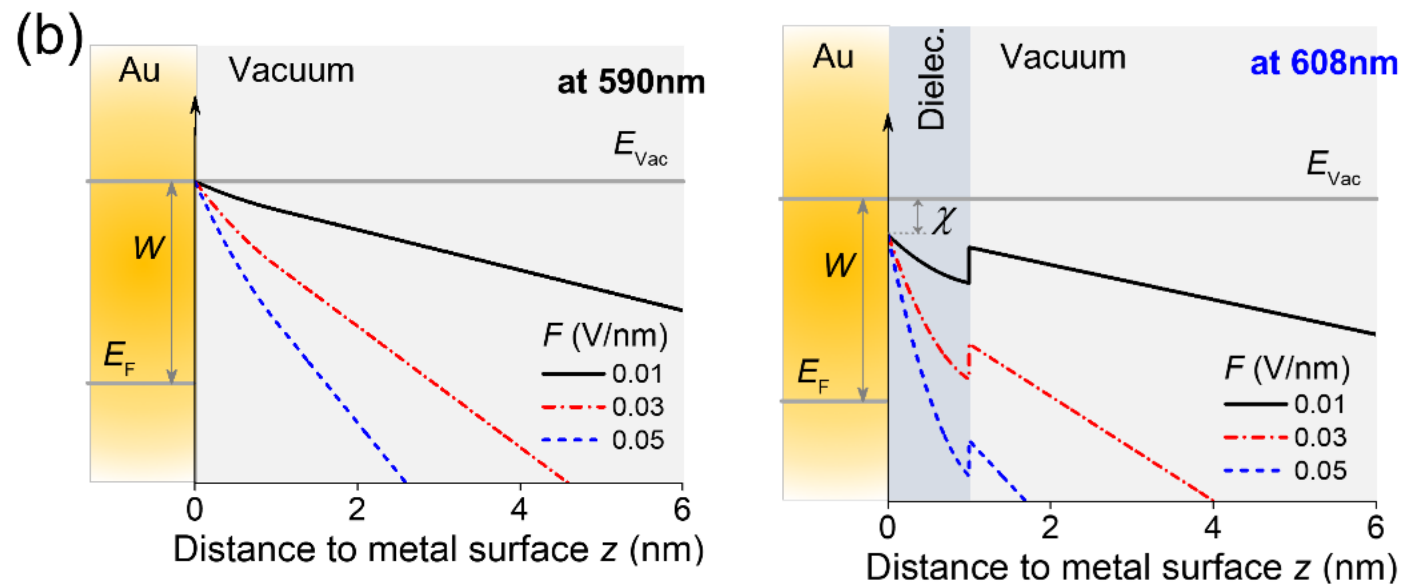 (b)
Au
Vacuum
at 590nm
E_Vac
W
E_F
F (V/nm)
0.01
0.03
0.05
0 2 4 6
Distance to metal surface z (nm)
Au
Dielec.
Vacuum
at 608nm
E_Vac
χ
W
E_F
F (V/nm)
0.01
0.03
0.05
0 2 4 6
Distance to metal surface z (nm)